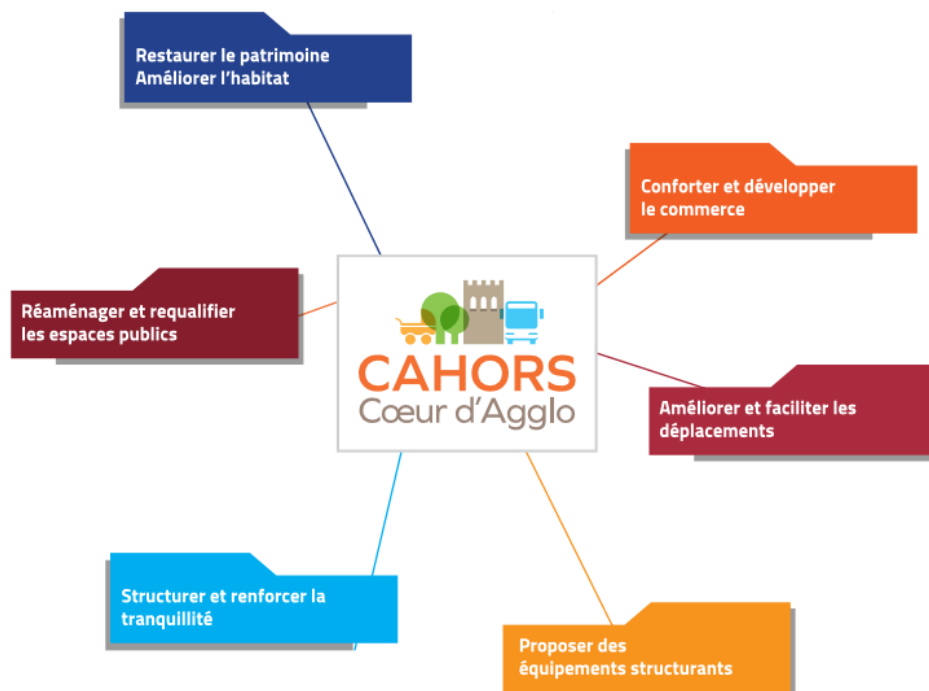 Restaurer le patrimoine
Améliorer l'habitat
Conforter et développer
le commerce
Réaménager et requalifier
les espaces publics
CAHORS
Cœur d'Agglo
Améliorer et faciliter les
déplacements
Structurer et renforcer la
tranquillité
Proposer des
équipements structurants